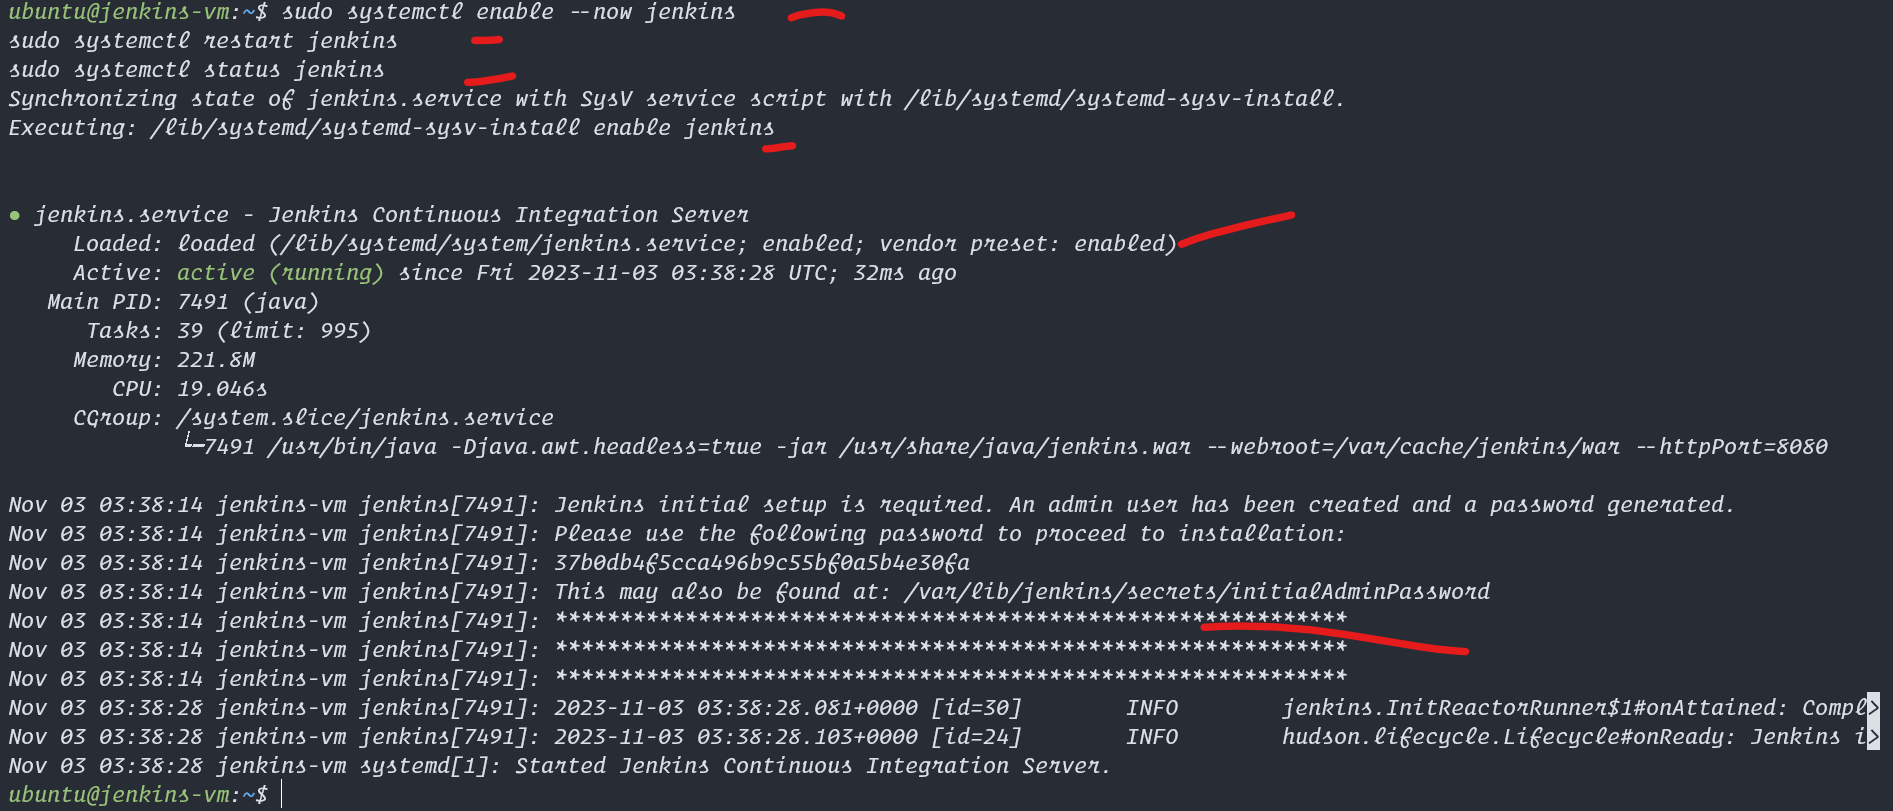 ubuntu@jenkins-vm:~$ sudo systemctl enable --now jenkins
sudo systemctl restart jenkins
sudo systemctl status jenkins
Synchronizing state of jenkins.service with SysV service script with /lib/systemd/systemd-sysv-install.
Executing: /lib/systemd/systemd-sysv-install enable jenkins
● jenkins.service - Jenkins Continuous Integration Server
Loaded: loaded (/lib/systemd/system/jenkins.service; enabled; vendor preset: enabled)
Active: active (running) since Fri 2023-11-03 03:38:28 UTC; 32ms ago
Main PID: 7491 (java)
Tasks: 39 (limit: 995)
Memory: 221.8M
CPU: 19.046s
CGroup: /system.slice/jenkins.service
└─7491 /usr/bin/java -Djava.awt.headless=true -jar /usr/share/java/jenkins.war --webroot=/var/cache/jenkins/war --httpPort=8080
Nov 03 03:38:14 jenkins-vm jenkins[7491]: Jenkins initial setup is required. An admin user has been created and a password generated.
Nov 03 03:38:14 jenkins-vm jenkins[7491]: Please use the following password to proceed to installation:
Nov 03 03:38:14 jenkins-vm jenkins[7491]: 37b0db4f5cca496b9c55bf0a5b4e30fa
Nov 03 03:38:14 jenkins-vm jenkins[7491]: This may also be found at: /var/lib/jenkins/secrets/initialAdminPassword
Nov 03 03:38:14 jenkins-vm jenkins[7491]: *************************************************************
Nov 03 03:38:14 jenkins-vm jenkins[7491]: *************************************************************
Nov 03 03:38:14 jenkins-vm jenkins[7491]: *************************************************************
Nov 03 03:38:28 jenkins-vm jenkins[7491]: 2023-11-03 03:38:28.081+0000 [id=30] INFO jenkins.InitReactorRunner$1#onAttained: Compl>
Nov 03 03:38:28 jenkins-vm jenkins[7491]: 2023-11-03 03:38:28.103+0000 [id=24] INFO hudson.lifecycle.Lifecycle#onReady: Jenkins i>
Nov 03 03:38:28 jenkins-vm systemd[1]: Started Jenkins Continuous Integration Server.
ubuntu@jenkins-vm:~$